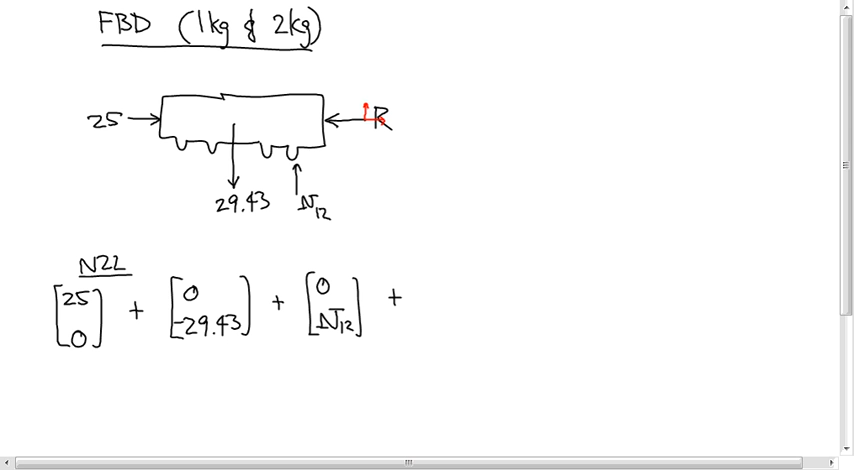 FBD (1kg & 2kg)
25
R
29.43
N12
N2L
[25 0] + [0 -29.43] + [0 N12] +